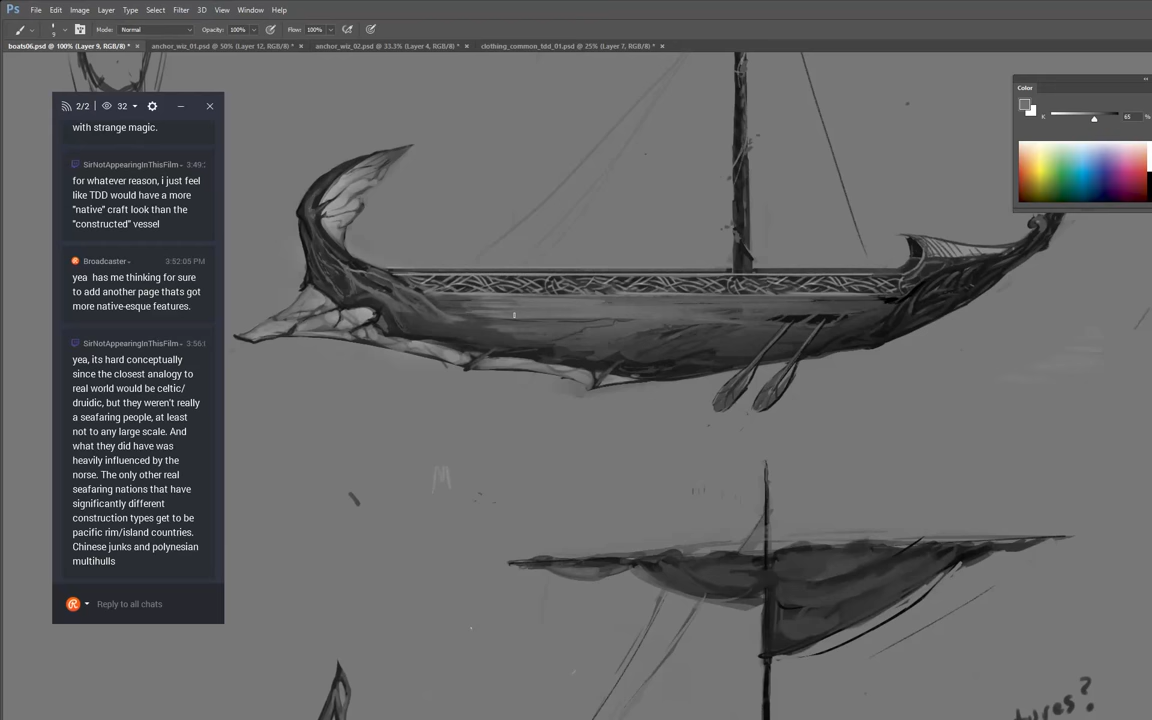 Ps File Edit Image Layer Type Select Filter 3D View Window Help
9 Mode: Normal Opacity: 100% Flow: 100%
boats06.psd @ 100% (Layer 9, RGB/8) * × anchor_wiz_01.psd @ 50% (Layer 12, RGB/8) * × anchor_wiz_02.psd @ 33.3% (Layer 4, RGB/8) * × clothing_common_tdd_01.psd @ 25% (Layer 7, RGB/8) * ×
2/2 32
with strange magic.
SirNotAppearingInThisFilm 3:49:
for whatever reason, i just feel
like TDD would have a more
"native" craft look than the
"constructed" vessel
Broadcaster 3:52:05 PM
yea has me thinking for sure
to add another page thats got
more native-esque features.
SirNotAppearingInThisFilm 3:56:
yea, its hard conceptually
since the closest analogy to
real world would be celtic/
druidic, but they weren't really
a seafaring people, at least
not to any large scale. And
what they did have was
heavily influenced by the
norse. The only other real
seafaring nations that have
significantly different
construction types get to be
pacific rim/island countries.
Chinese junks and polynesian
multihulls
Reply to all chats
Color
K 65 %